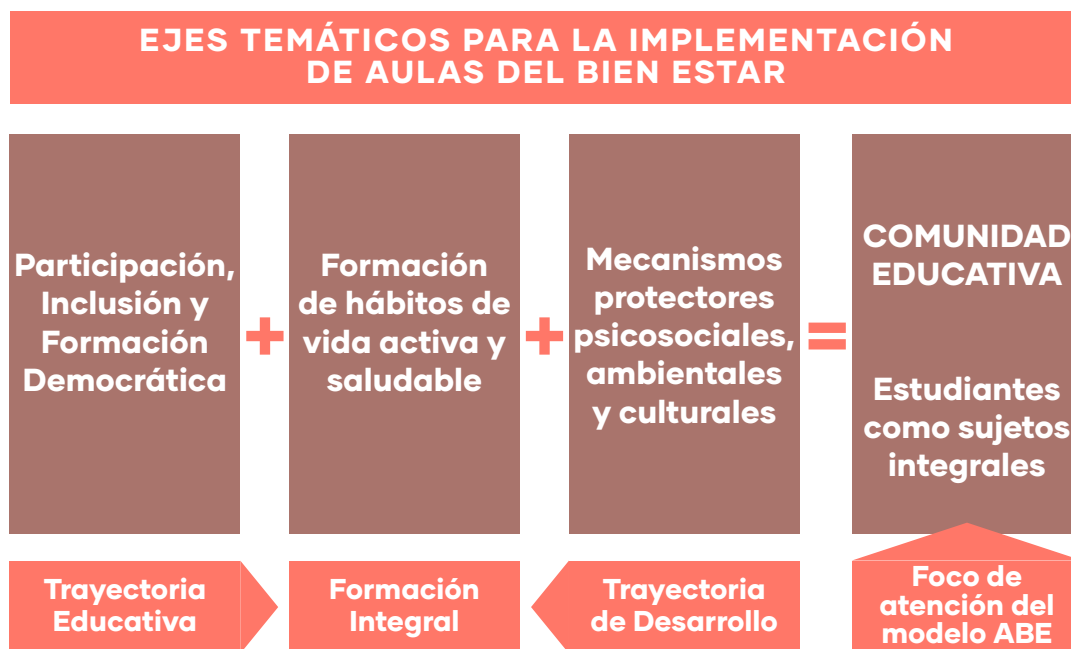 EJES TEMÁTICOS PARA LA IMPLEMENTACIÓN
DE AULAS DEL BIEN ESTAR
Participación,
Inclusión y
Formación
Democrática
+
Formación
de hábitos de
vida activa y
saludable
+
Mecanismos
protectores
psicosociales,
ambientales
y culturales
=
COMUNIDAD
EDUCATIVA
Estudiantes
como sujetos
integrales
Trayectoria
Educativa
Formación
Integral
Trayectoria
de Desarrollo
Foco de
atención del
modelo ABE